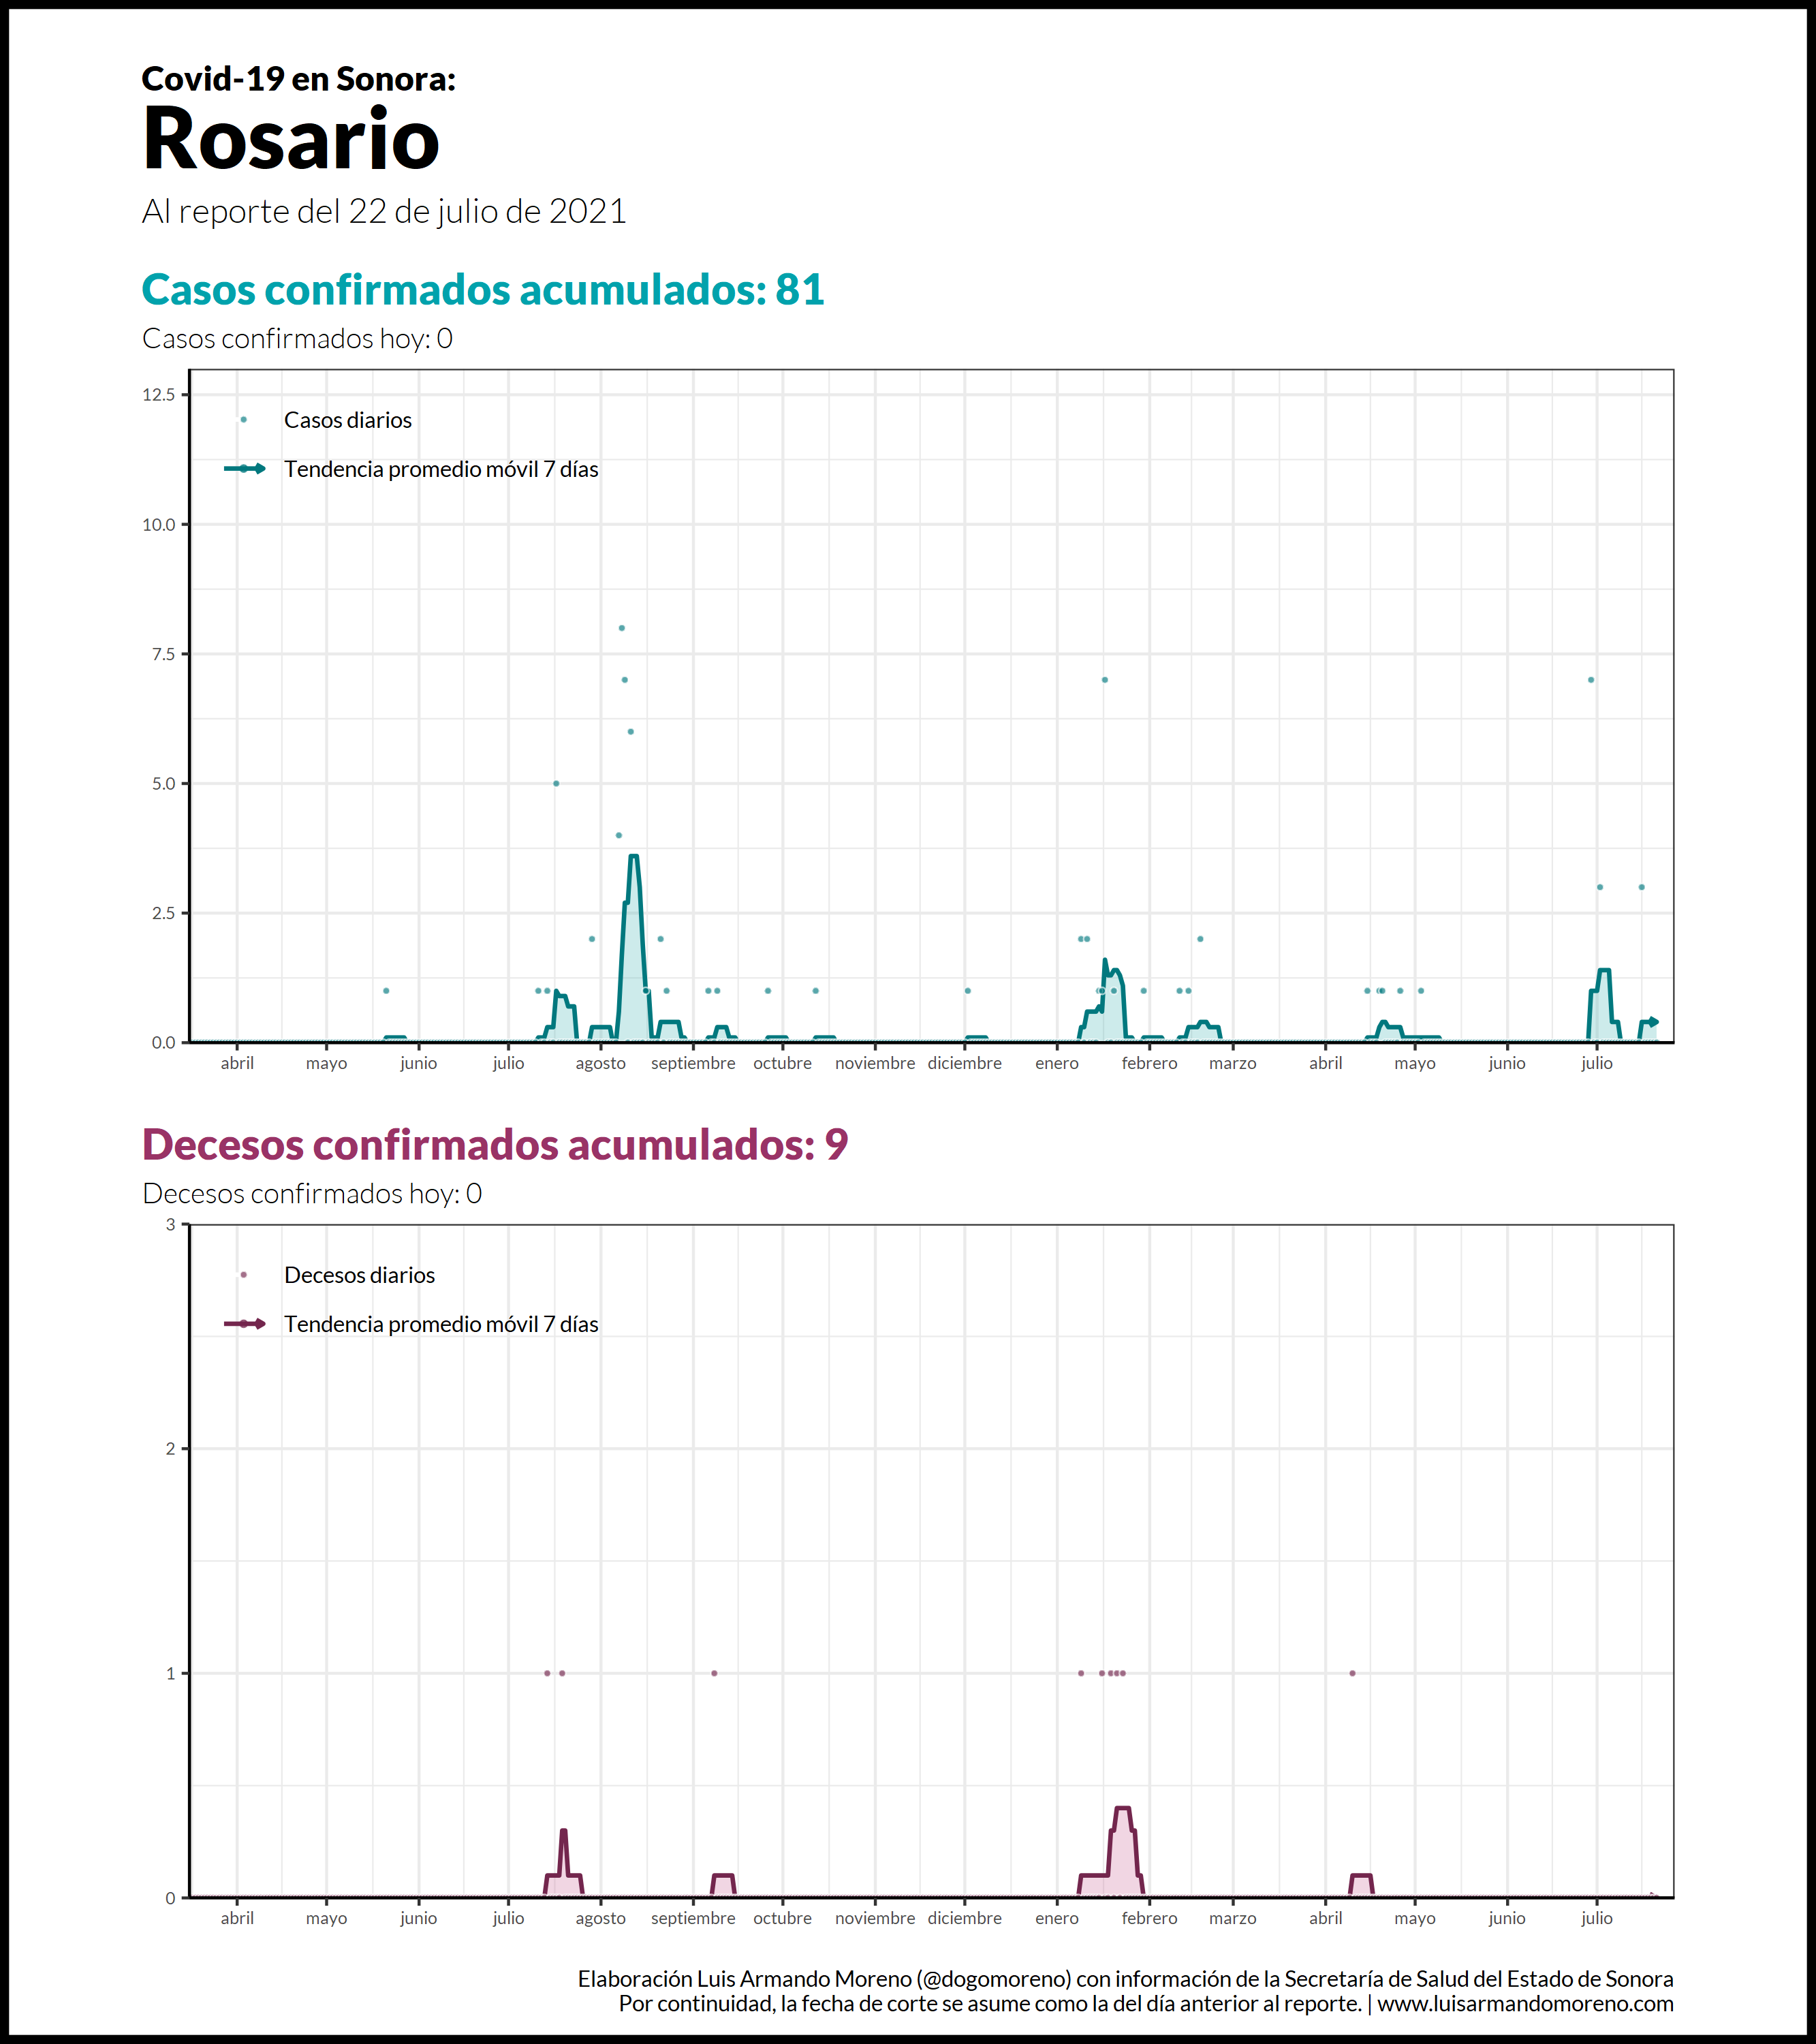 Covid-19 en Sonora:
Rosario
Al reporte del 22 de julio de 2021
Casos confirmados acumulados: 81
Casos confirmados hoy: 0
12.5
10.0
7.5
5.0
2.5
0.0
Casos diarios
Tendencia promedio móvil 7 días
abril mayo junio julio agosto septiembre octubre noviembre diciembre enero febrero marzo abril mayo junio julio
Decesos confirmados acumulados: 9
Decesos confirmados hoy: 0
3
2
1
0
Decesos diarios
Tendencia promedio móvil 7 días
abril mayo junio julio agosto septiembre octubre noviembre diciembre enero febrero marzo abril mayo junio julio
Elaboración Luis Armando Moreno (@dogomoreno) con información de la Secretaría de Salud del Estado de Sonora
Por continuidad, la fecha de corte se asume como la del día anterior al reporte. | www.luisarmandomoreno.com